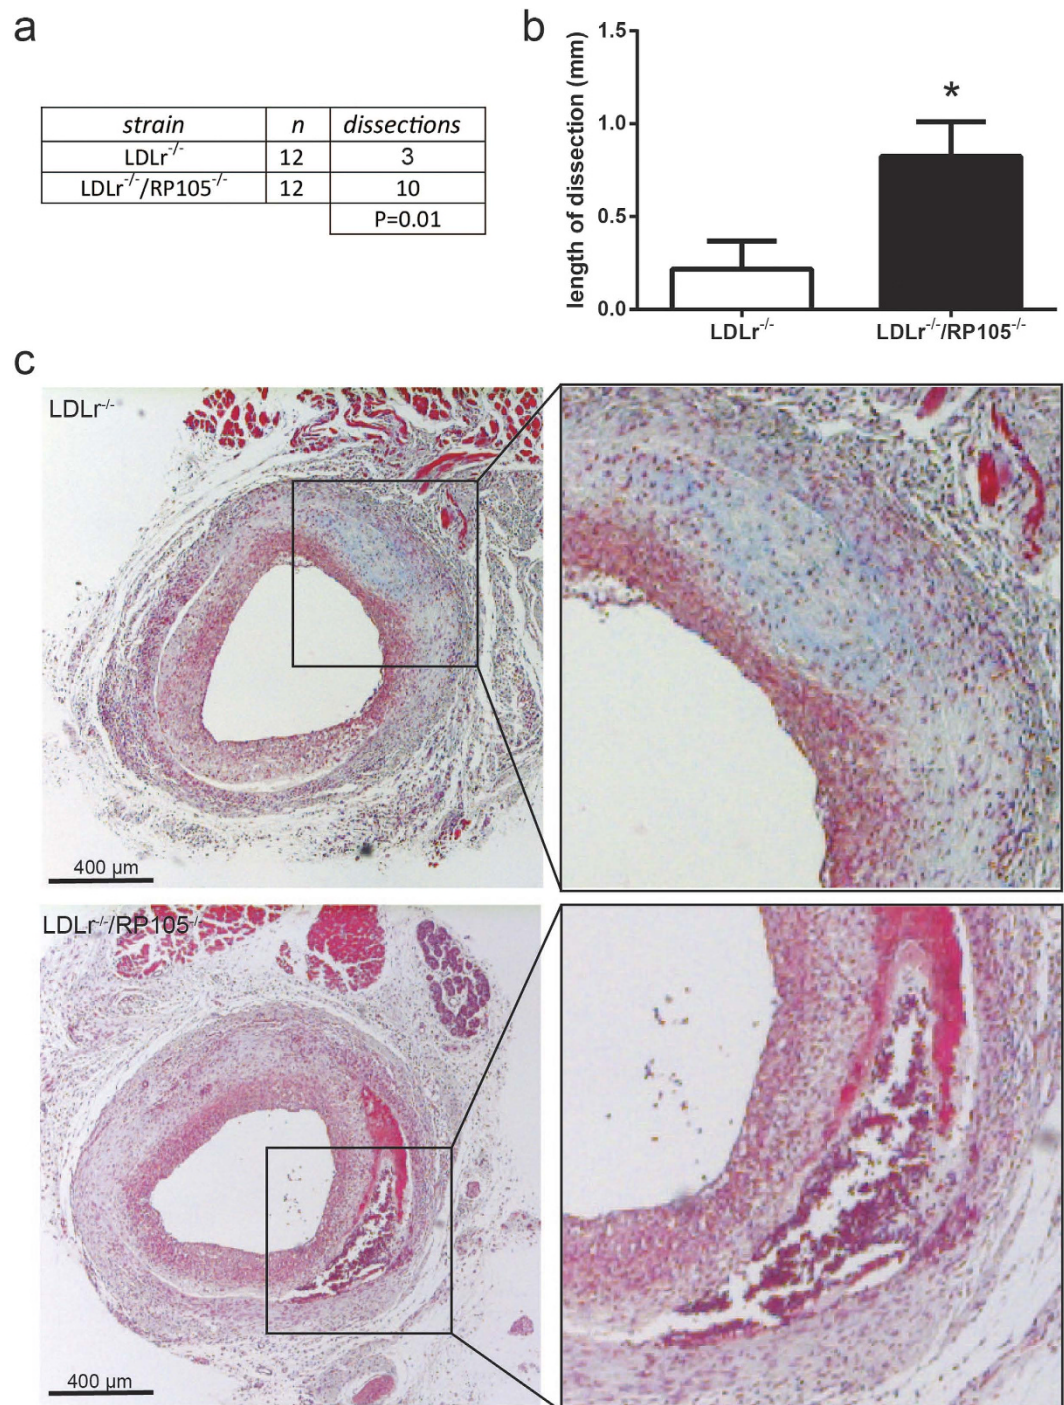 a
strain n dissections
LDLr-/- 12 3
LDLr-/-/RP105-/- 12 10
P=0.01
b
length of dissection (mm)
1.5
1.0
0.5
0.0
*
LDLr-/- LDLr-/-/RP105-/-
c
LDLr-/-
400 µm
LDLr-/-/RP105-/-
400 µm